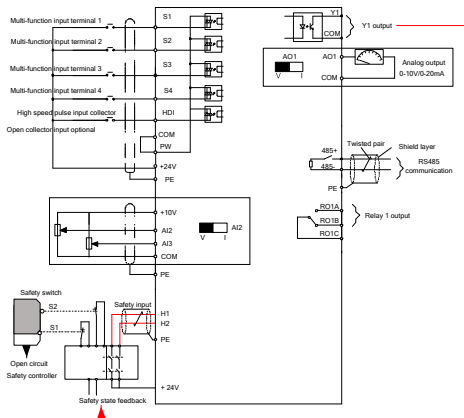 Multi-function input terminal 1
S1
Multi-function input terminal 2
S2
Multi-function input terminal 3
S3
Multi-function input terminal 4
S4
High speed pulse input collector
HDI
Open collector input optional
COM
PW
+24V
PE
+10V
AI2
AI3
COM
V I
AI2
PE
Safety switch
S2
S1
Open circuit
Safety controller
Safety input
H1
H2
PE
+ 24V
Safety state feedback
Y1
COM
Y1 output
AO1
V I
AO1
COM
Analog output
0-10V/0-20mA
Twisted pair
Shield layer
485+
485-
RS485
communication
PE
RO1A
RO1B
RO1C
Relay 1 output